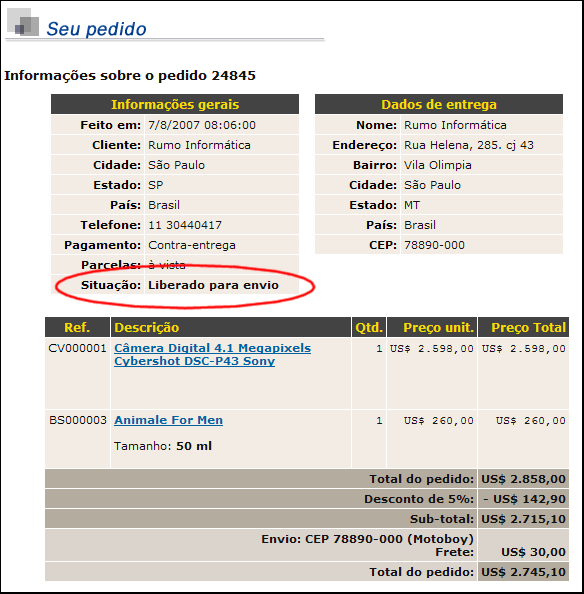 Seu pedido
Informações sobre o pedido 24845
Informações gerais
Feito em: 7/8/2007 08:06:00
Cliente: Rumo Informática
Cidade: São Paulo
Estado: SP
País: Brasil
Telefone: 11 30440417
Pagamento: Contra-entrega
Parcelas: à vista
Situação: Liberado para envio
Dados de entrega
Nome: Rumo Informática
Endereço: Rua Helena, 285. cj 43
Bairro: Vila Olimpia
Cidade: São Paulo
Estado: MT
País: Brasil
CEP: 78890-000
Ref. Descrição Qtd. Preço unit. Preço Total
CV000001 Câmera Digital 4.1 Megapixels 1 US$ 2.598,00 US$ 2.598,00
Cybershot DSC-P43 Sony
BS000003 Animale For Men 1 US$ 260,00 US$ 260,00
Tamanho: 50 ml
Total do pedido: US$ 2.858,00
Desconto de 5%: - US$ 142,90
Sub-total: US$ 2.715,10
Envio: CEP 78890-000 (Motoboy)
Frete: US$ 30,00
Total do pedido: US$ 2.745,10